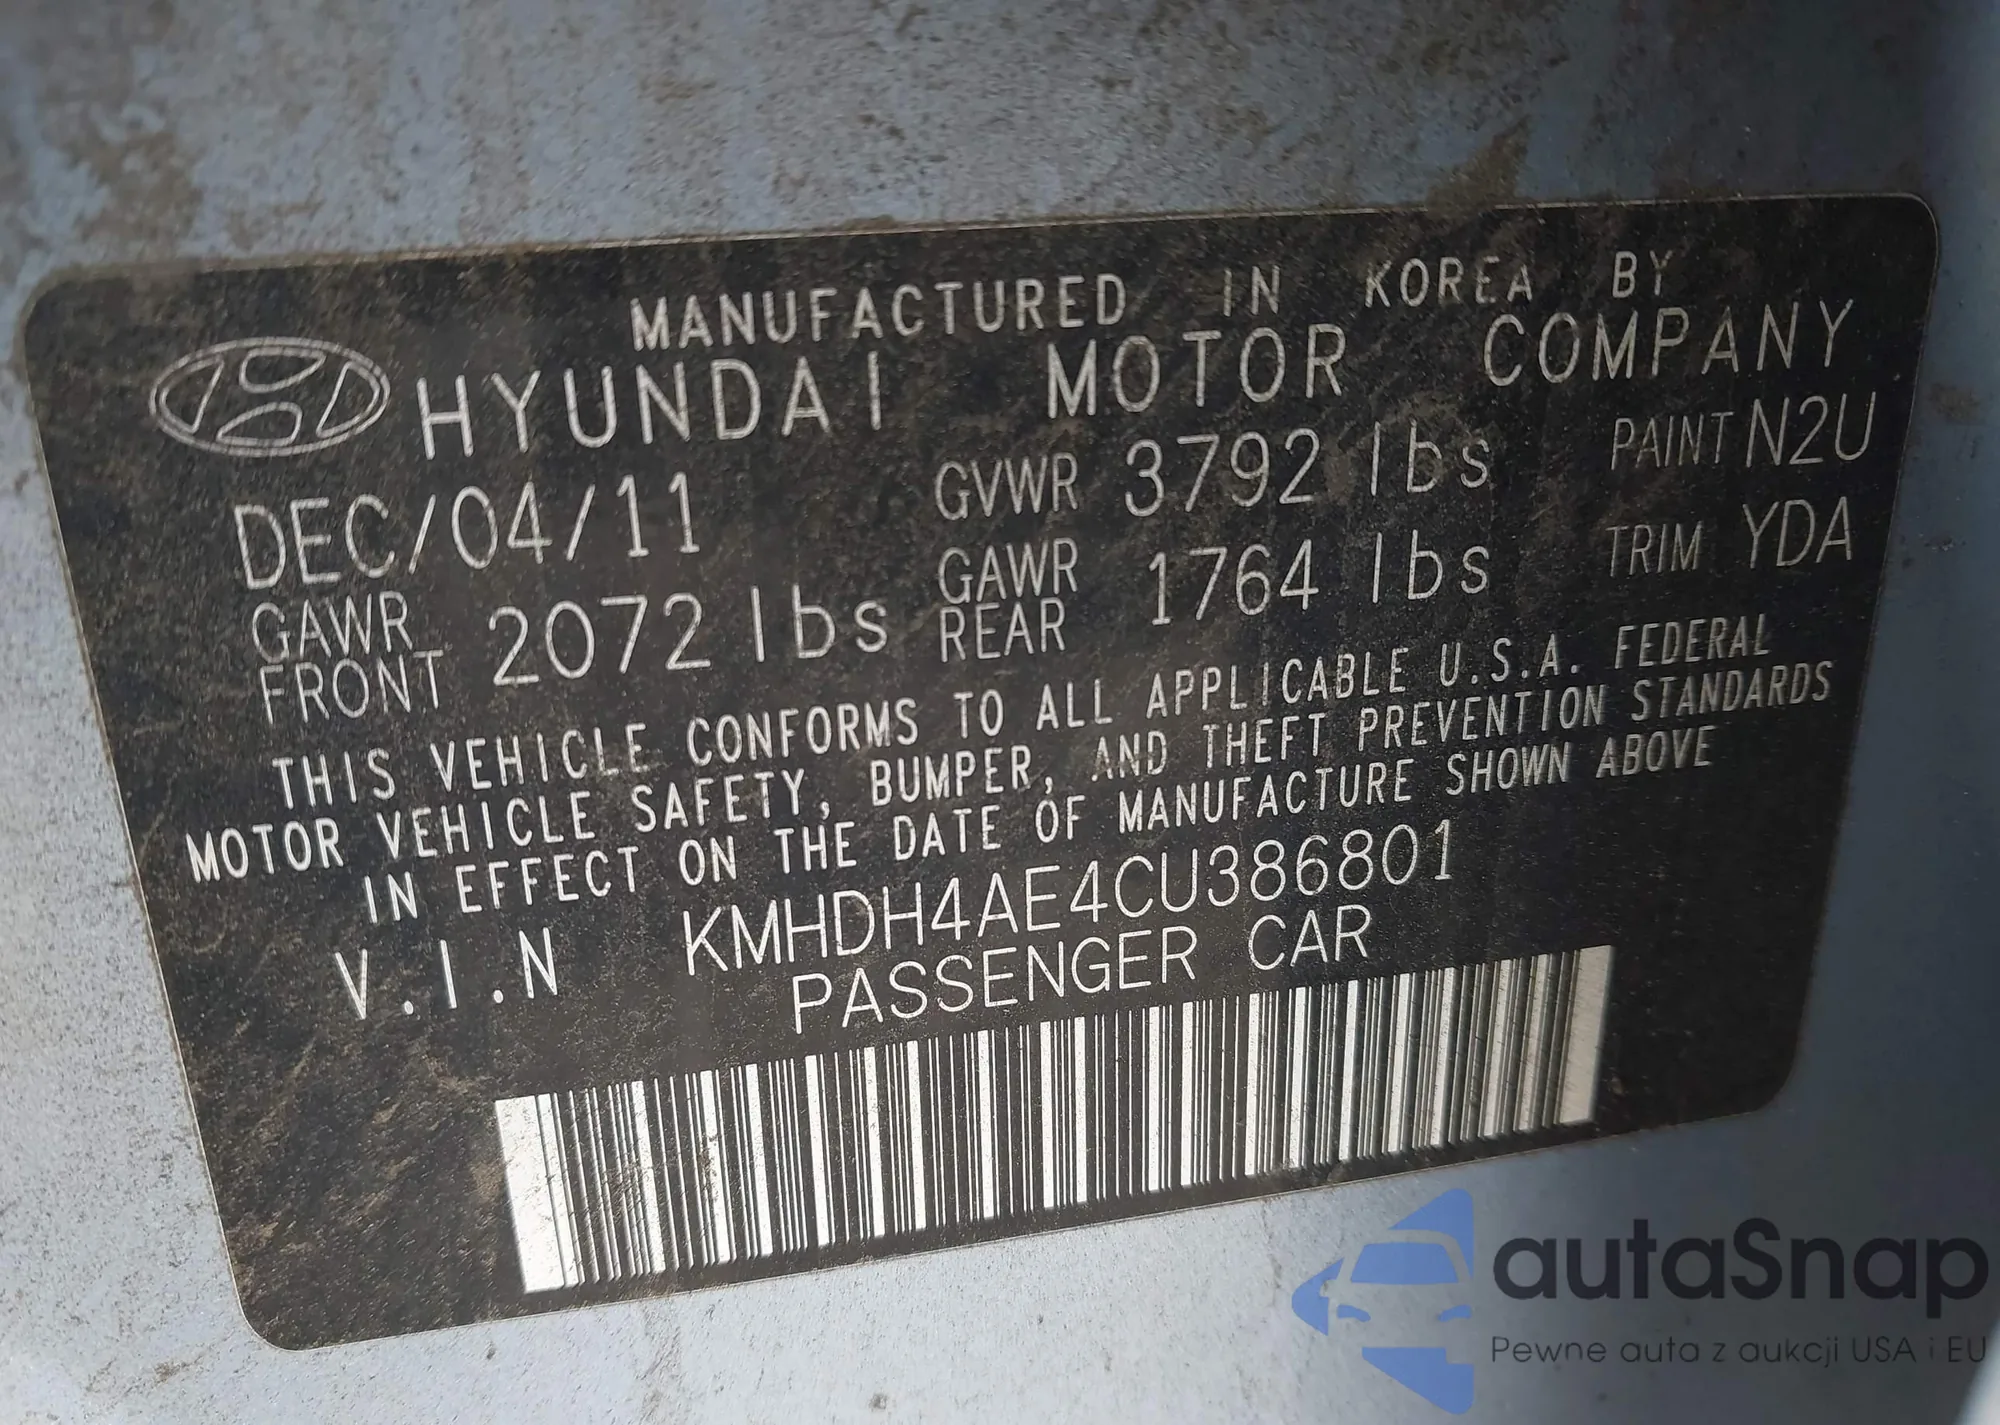 MANUFACTURED IN KOREA BY
HYUNDAI MOTOR COMPANY
DEC/04/11 GVWR 3792 lbs PAINT N2U
GAWR FRONT 2072 lbs GAWR REAR 1764 lbs TRIM YDA
THIS VEHICLE CONFORMS TO ALL APPLICABLE U.S.A. FEDERAL
MOTOR VEHICLE SAFETY, BUMPER, AND THEFT PREVENTION STANDARDS
IN EFFECT ON THE DATE OF MANUFACTURE SHOWN ABOVE
V.I.N KMHDH4AE4CU386801
PASSENGER CAR
autaSnap
Pewne auta z aukcji USA i EU